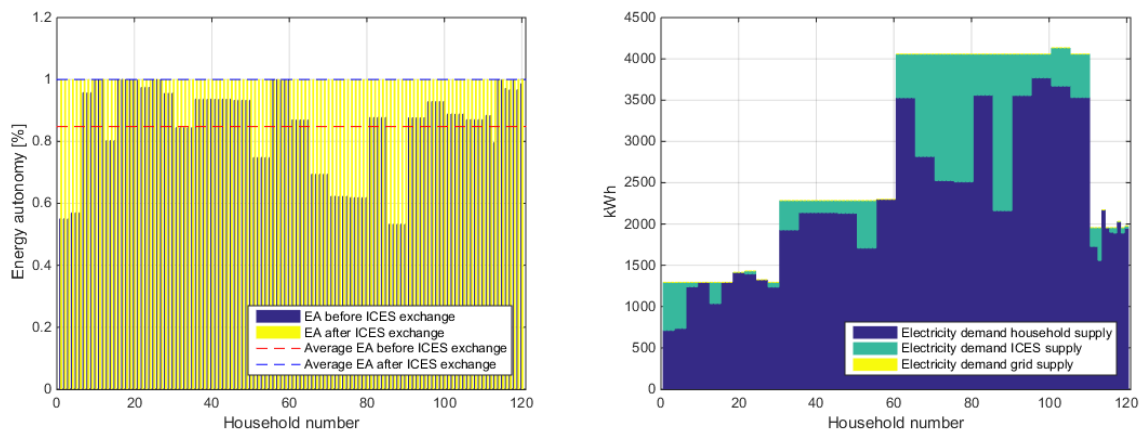 1.2
1
0.8
0.6
0.4
0.2
0
Energy autonomy [%]
EA before ICES exchange
EA after ICES exchange
Average EA before ICES exchange
Average EA after ICES exchange
0 20 40 60 80 100 120
Household number
4500
4000
3500
3000
2500
2000
1500
1000
500
0
kWh
Electricity demand household supply
Electricity demand ICES supply
Electricity demand grid supply
0 20 40 60 80 100 120
Household number